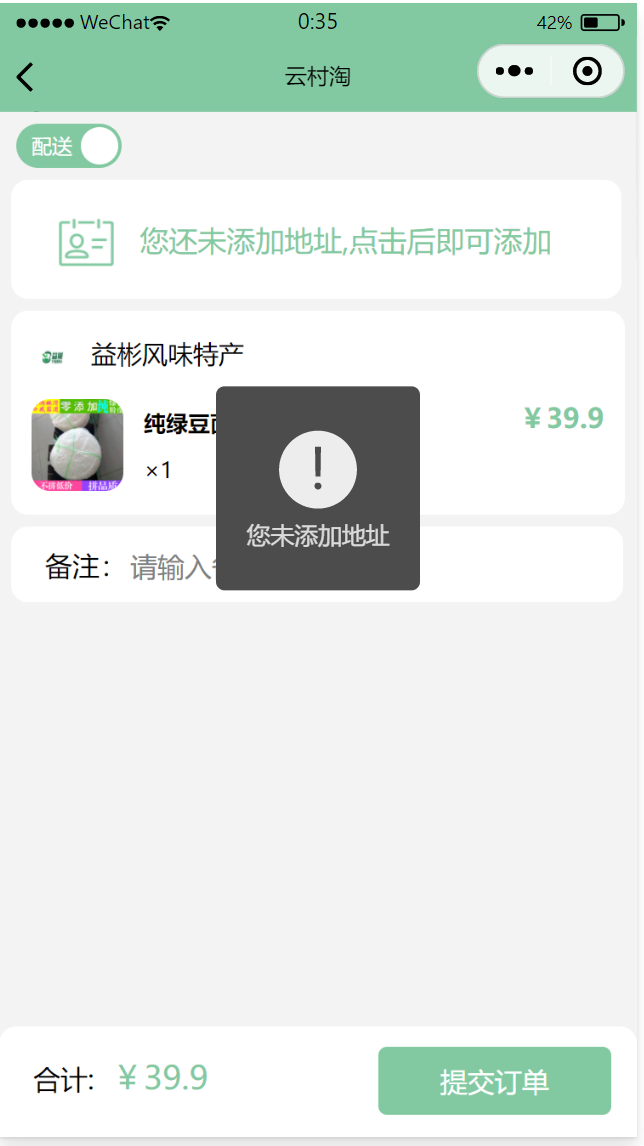 WeChat 0:35 42%
云村淘
配送
您还未添加地址,点击后即可添加
益彬风味特产
零添加纯
不拼低价 拼品质
纯绿豆 ¥39.9
×1
您未添加地址
备注: 请输入
合计: ¥39.9 提交订单